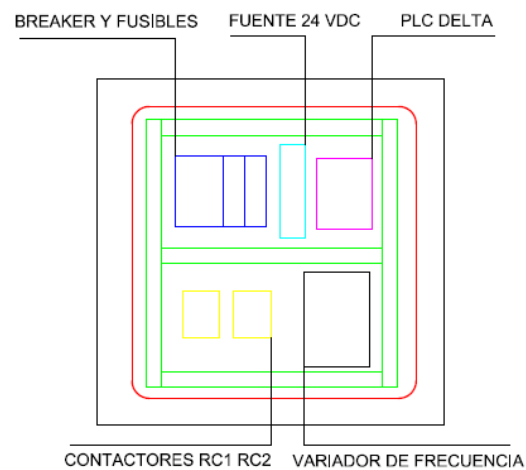 BREAKER Y FUSIBLES
FUENTE 24 VDC
PLC DELTA
CONTACTORES RC1 RC2
VARIADOR DE FRECUENCIA